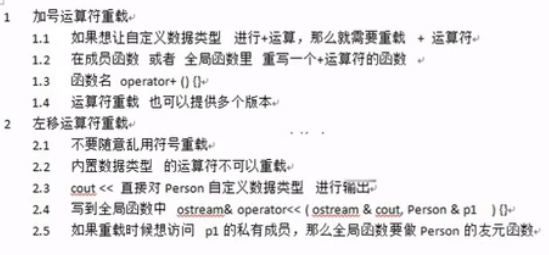 1 加号运算符重载
1.1 如果想让自定义数据类型 进行+运算，那么就需要重载 + 运算符
1.2 在成员函数 或者 全局函数里 重写一个+运算符的函数
1.3 函数名 operator+ () {}
1.4 运算符重载 也可以提供多个版本
2 左移运算符重载
2.1 不要随意乱用符号重载
2.2 内置数据类型 的运算符不可以重载
2.3 cout << 直接对 Person 自定义数据类型 进行输出
2.4 写到全局函数中 ostream& operator<< ( ostream & cout, Person & p1 ) {}
2.5 如果重载时候想访问 p1 的私有成员，那么全局函数要做 Person 的友元函数